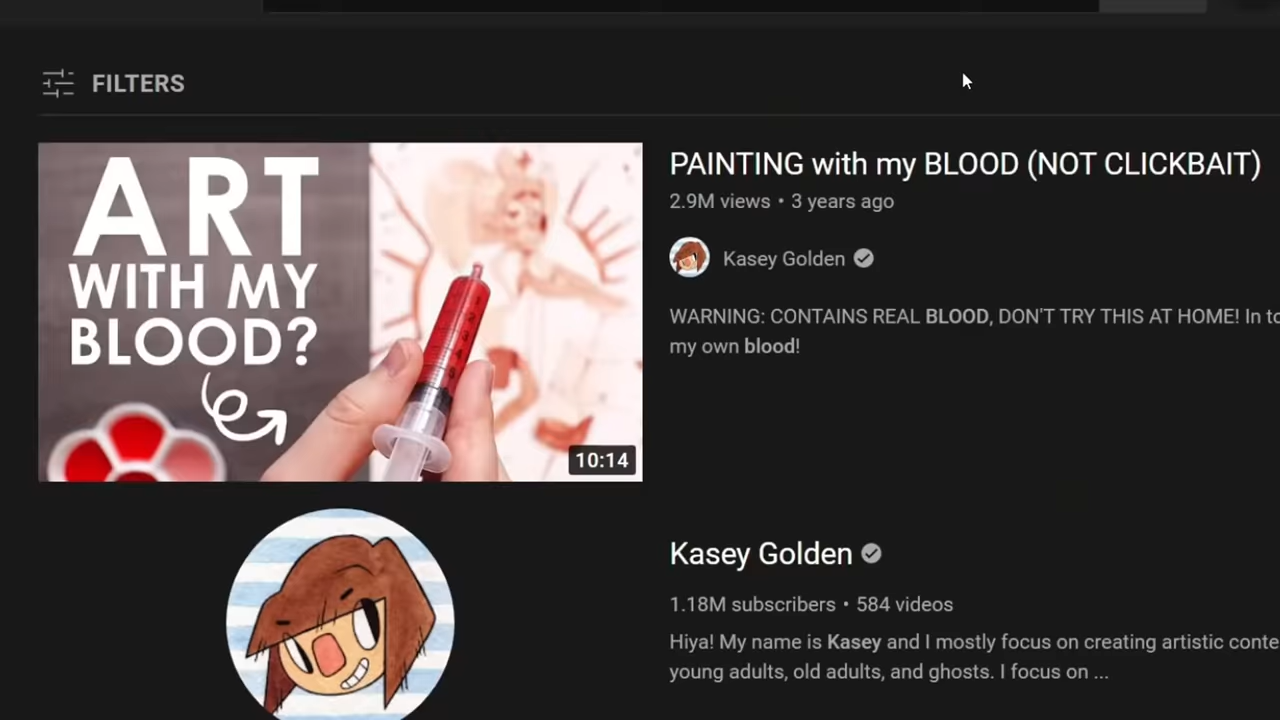 FILTERS
ART
WITH MY
BLOOD?
10:14
PAINTING with my BLOOD (NOT CLICKBAIT)
2.9M views • 3 years ago
Kasey Golden
WARNING: CONTAINS REAL BLOOD, DON'T TRY THIS AT HOME! In
my own blood!
Kasey Golden
1.18M subscribers • 584 videos
Hiya! My name is Kasey and I mostly focus on creating artistic
young adults, old adults, and ghosts. I focus on ...